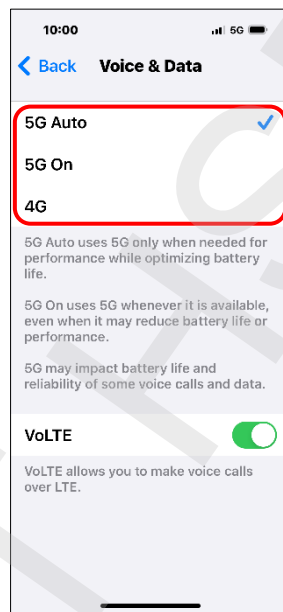 10:00
5G
Back Voice & Data
5G Auto
5G On
4G
5G Auto uses 5G only when needed for
performance while optimizing battery
life.
5G On uses 5G whenever it is available,
even when it may reduce battery life or
performance.
5G may impact battery life and
reliability of some voice calls and data.
VoLTE
VoLTE allows you to make voice calls
over LTE.